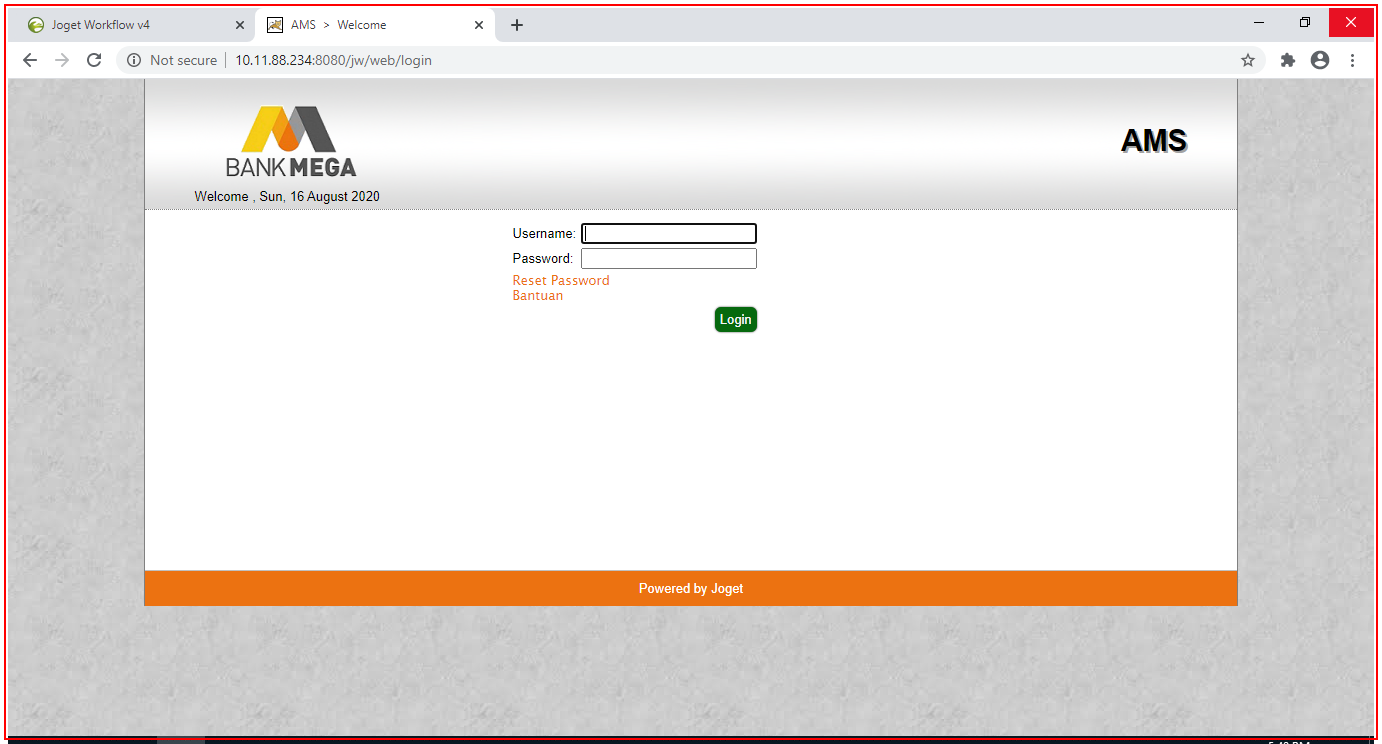 Joget Workflow v4
AMS > Welcome
Not secure
10.11.88.234:8080/jw/web/login
BANK MEGA
AMS
Welcome , Sun, 16 August 2020
Username:
Password:
Reset Password
Bantuan
Login
Powered by Joget